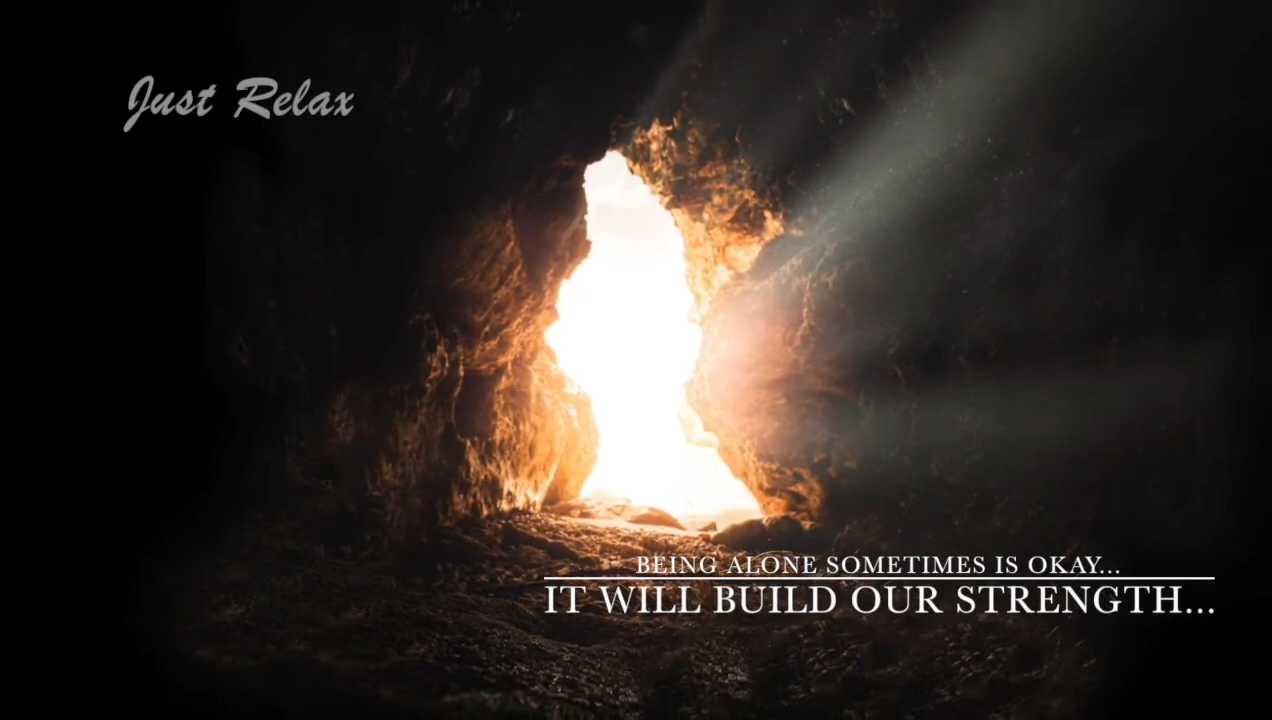 Just Relax
BEING ALONE SOMETIMES IS OKAY...
IT WILL BUILD OUR STRENGTH...